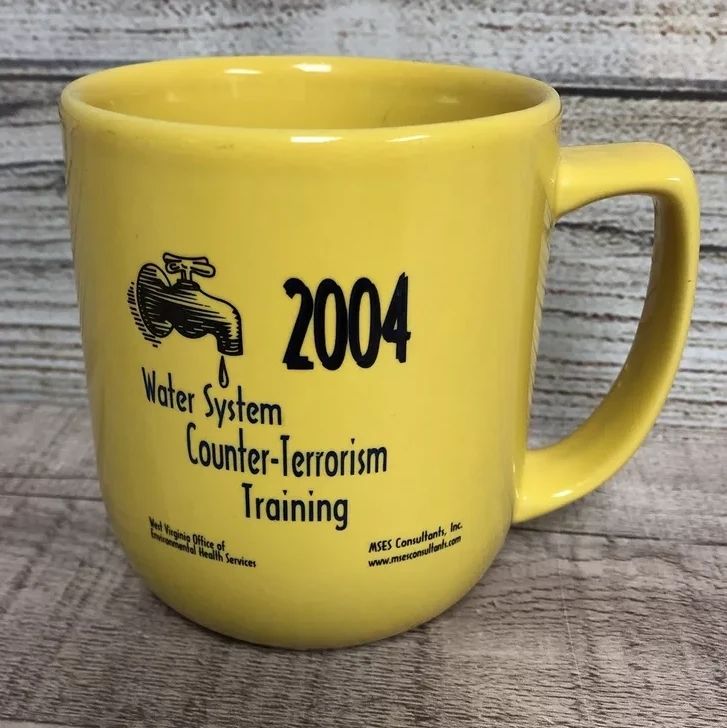 2004
Water System
Counter-Terrorism
Training
West Virginia Office of
Environmental Health Services
MSES Consultants, Inc.
www.msesconsultants.com